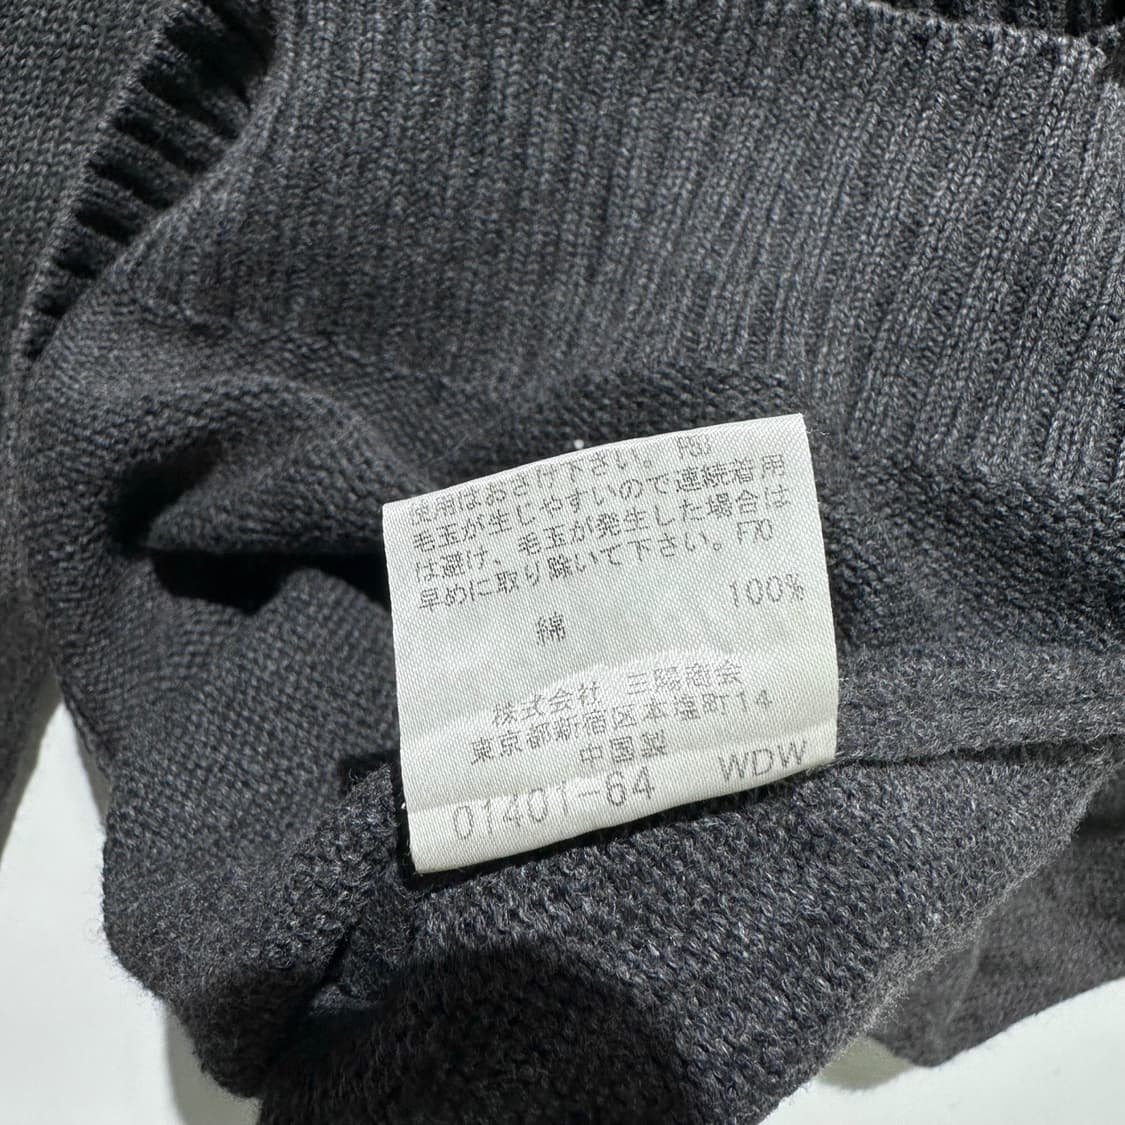 使用はおさけ下さい。
毛玉が生じやすいので連続着用
は避け、毛玉が発生した場合は
早めに取り除いて下さい。F70
綿 100%
株式会社 三陽商会
東京都新宿区本塩町14
中国製
01401-64 WDW